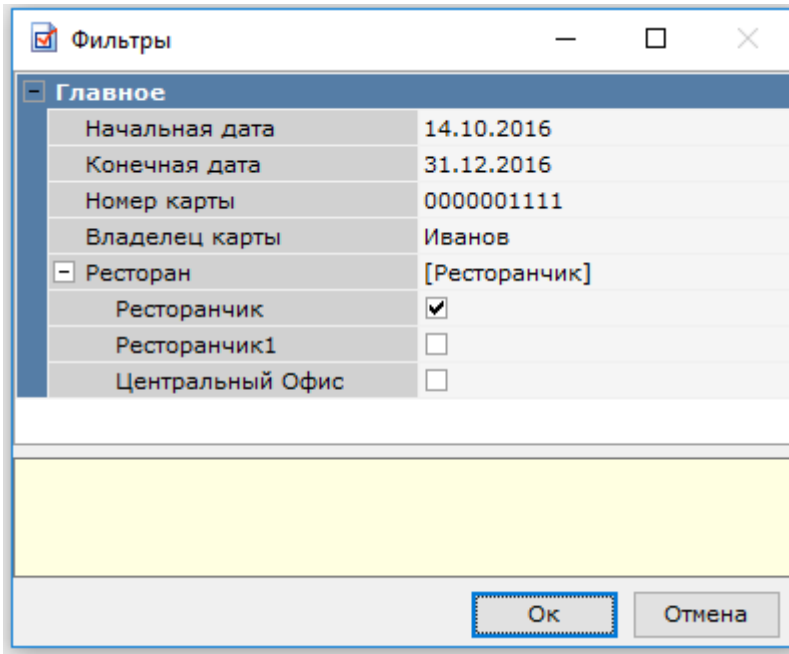 Фильтры
Главное
Начальная дата 14.10.2016
Конечная дата 31.12.2016
Номер карты 0000001111
Владелец карты Иванов
Ресторан [Ресторанчик]
Ресторанчик
Ресторанчик1
Центральный Офис
Ок Отмена